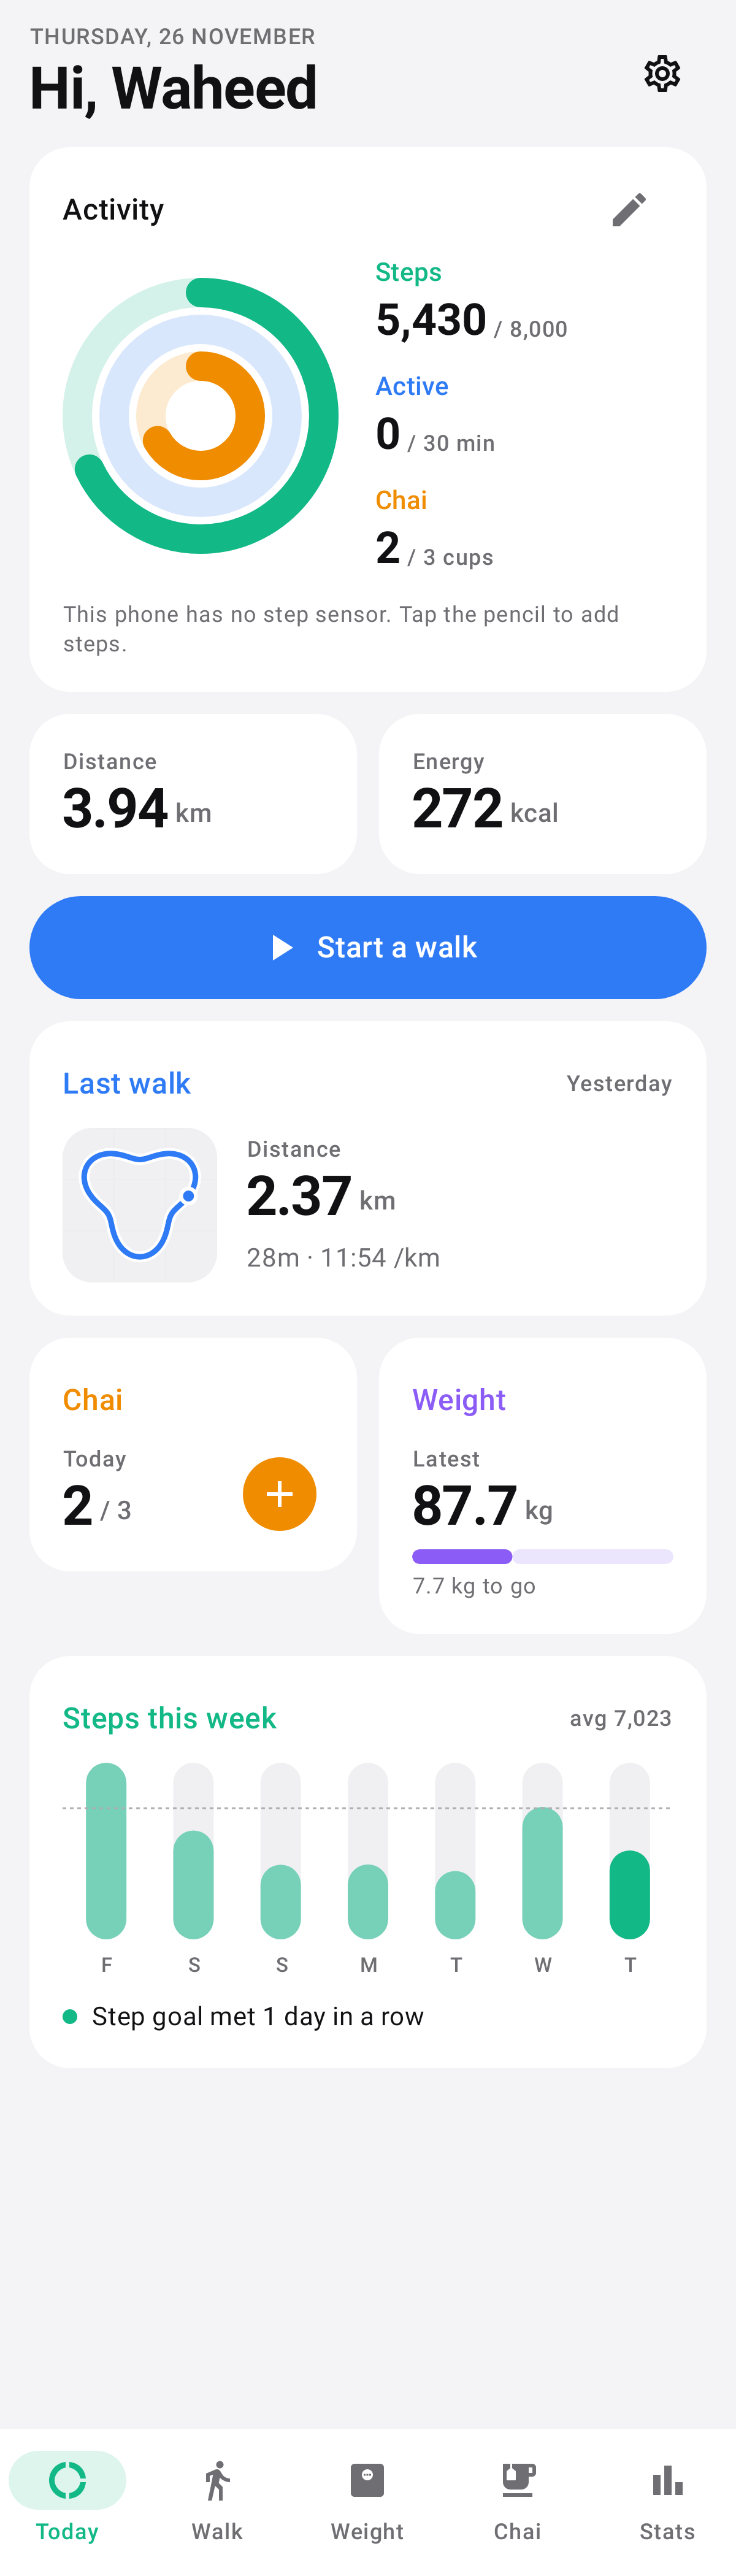 THURSDAY, 26 NOVEMBER
Hi, Waheed
Activity
Steps
5,430 / 8,000
Active
0 / 30 min
Chai
2 / 3 cups
This phone has no step sensor. Tap the pencil to add
steps.
Distance
3.94 km
Energy
272 kcal
Start a walk
Last walk
Yesterday
Distance
2.37 km
28m · 11:54 /km
Chai
Today
2 / 3
Weight
Latest
87.7 kg
7.7 kg to go
Steps this week
avg 7,023
F S S M T W T
Step goal met 1 day in a row
Today Walk Weight Chai Stats